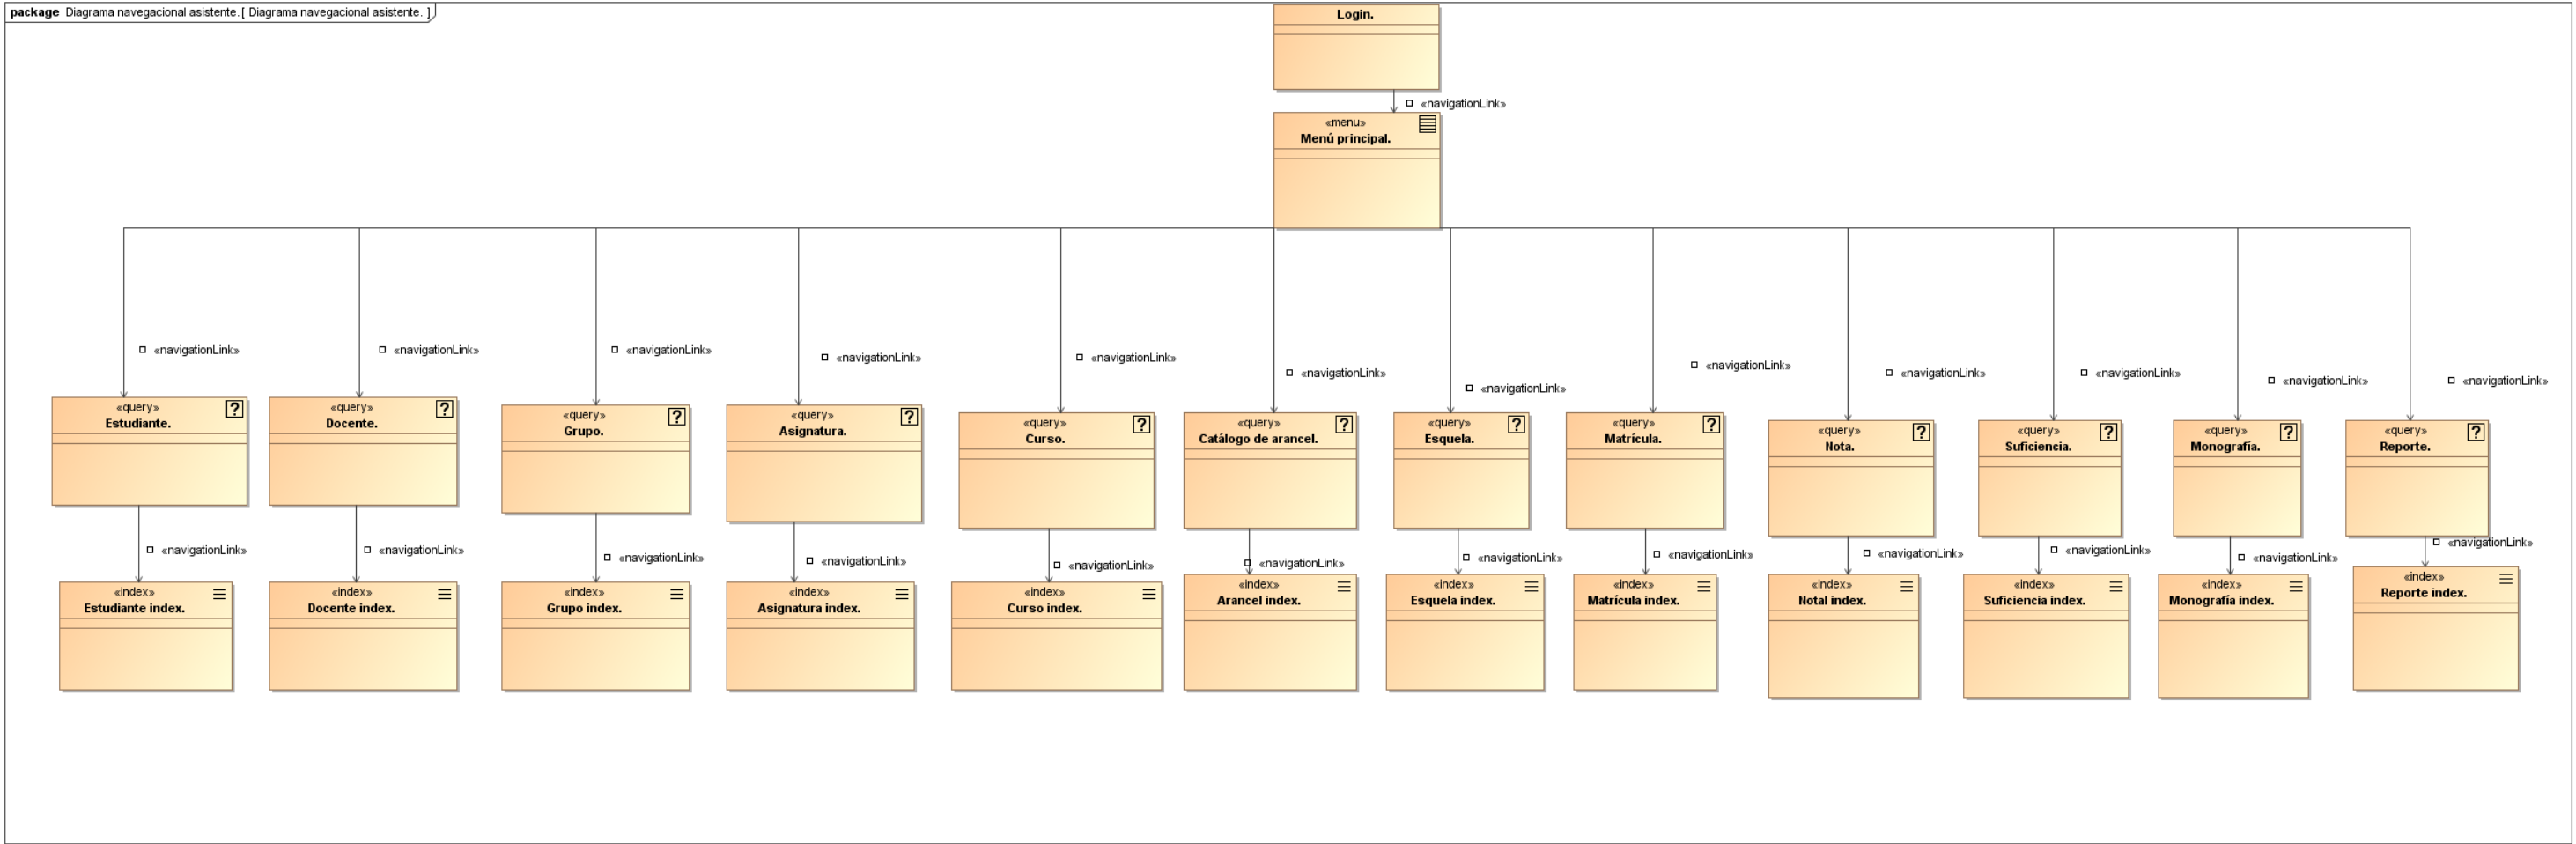 package Diagrama navegacional asistente.[ Diagrama navegacional asistente. ]
Login.
«navigationLink»
«menu»
Menú principal.
«navigationLink»
«navigationLink»
«navigationLink»
«navigationLink»
«navigationLink»
«navigationLink»
«navigationLink»
«navigationLink»
«navigationLink»
«navigationLink»
«navigationLink»
«navigationLink»
«query»
Estudiante.
?
«query»
Docente.
?
«query»
Grupo.
?
«query»
Asignatura.
?
«query»
Curso.
?
«query»
Catálogo de arancel.
?
«query»
Esquela.
?
«query»
Matrícula.
?
«query»
Nota.
?
«query»
Suficiencia.
?
«query»
Monografía.
?
«query»
Reporte.
?
«navigationLink»
«navigationLink»
«navigationLink»
«navigationLink»
«navigationLink»
«navigationLink»
«navigationLink»
«navigationLink»
«navigationLink»
«navigationLink»
«navigationLink»
«navigationLink»
«index»
Estudiante index.
«index»
Docente index.
«index»
Grupo index.
«index»
Asignatura index.
«index»
Curso index.
«index»
Arancel index.
«index»
Esquela index.
«index»
Matrícula index.
«index»
Notal index.
«index»
Suficiencia index.
«index»
Monografía index.
«index»
Reporte index.